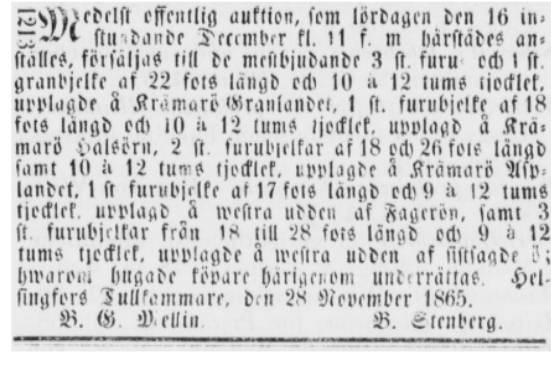 1213 Medelst offentlig auktion, som lördagen den 16 in=
stundande December kl. 11 f. m härstädes an=
ställes, försäljas till de mestbjudande 3 st. furu- och 1 st.
granbjelke af 22 fots längd och 10 à 12 tums tjocklek,
upplagde å Krämarö Granlandet, 1 st. furubjelke af 18
fots längd och 10 à 12 tums tjocklek, upplagd å Krä=
marö Halsörn, 2 st. furubjelkar af 18 och 26 fots längd
samt 10 à 12 tums tjocklek, upplagde å Krämarö Asp=
landet, 1 st furubjelke af 17 fots längd och 9 à 12 tums
tjocklek, upplagd å westra udden af Fagerön, samt 3
st. furubjelkar från 18 till 28 fots längd och 9 à 12
tums tjocklek, upplagde å westra udden af sistsagde ö;
hwarom hugade köpare härigenom underrättas. Hel=
singfors Tullkammare, den 28 November 1865.
B. G. Mellin. B. Stenberg.